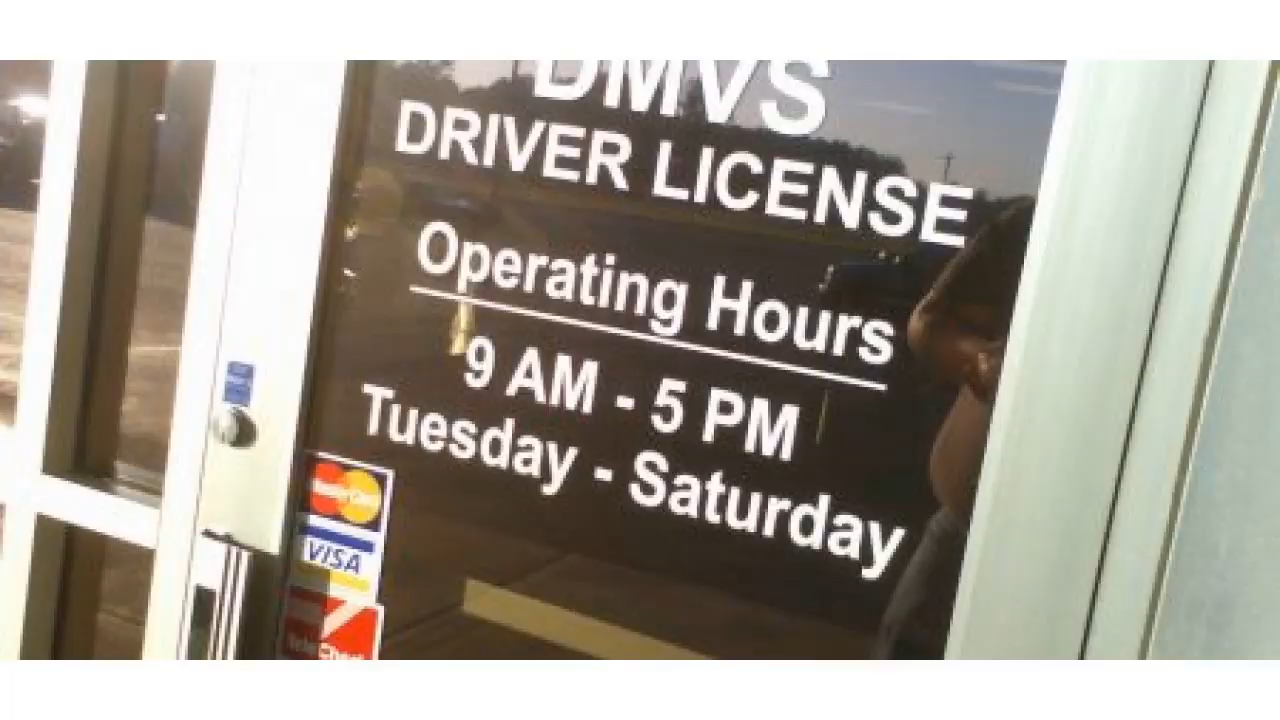 DMVS
DRIVER LICENSE
Operating Hours
9 AM - 5 PM
Tuesday - Saturday
MasterCard
VISA